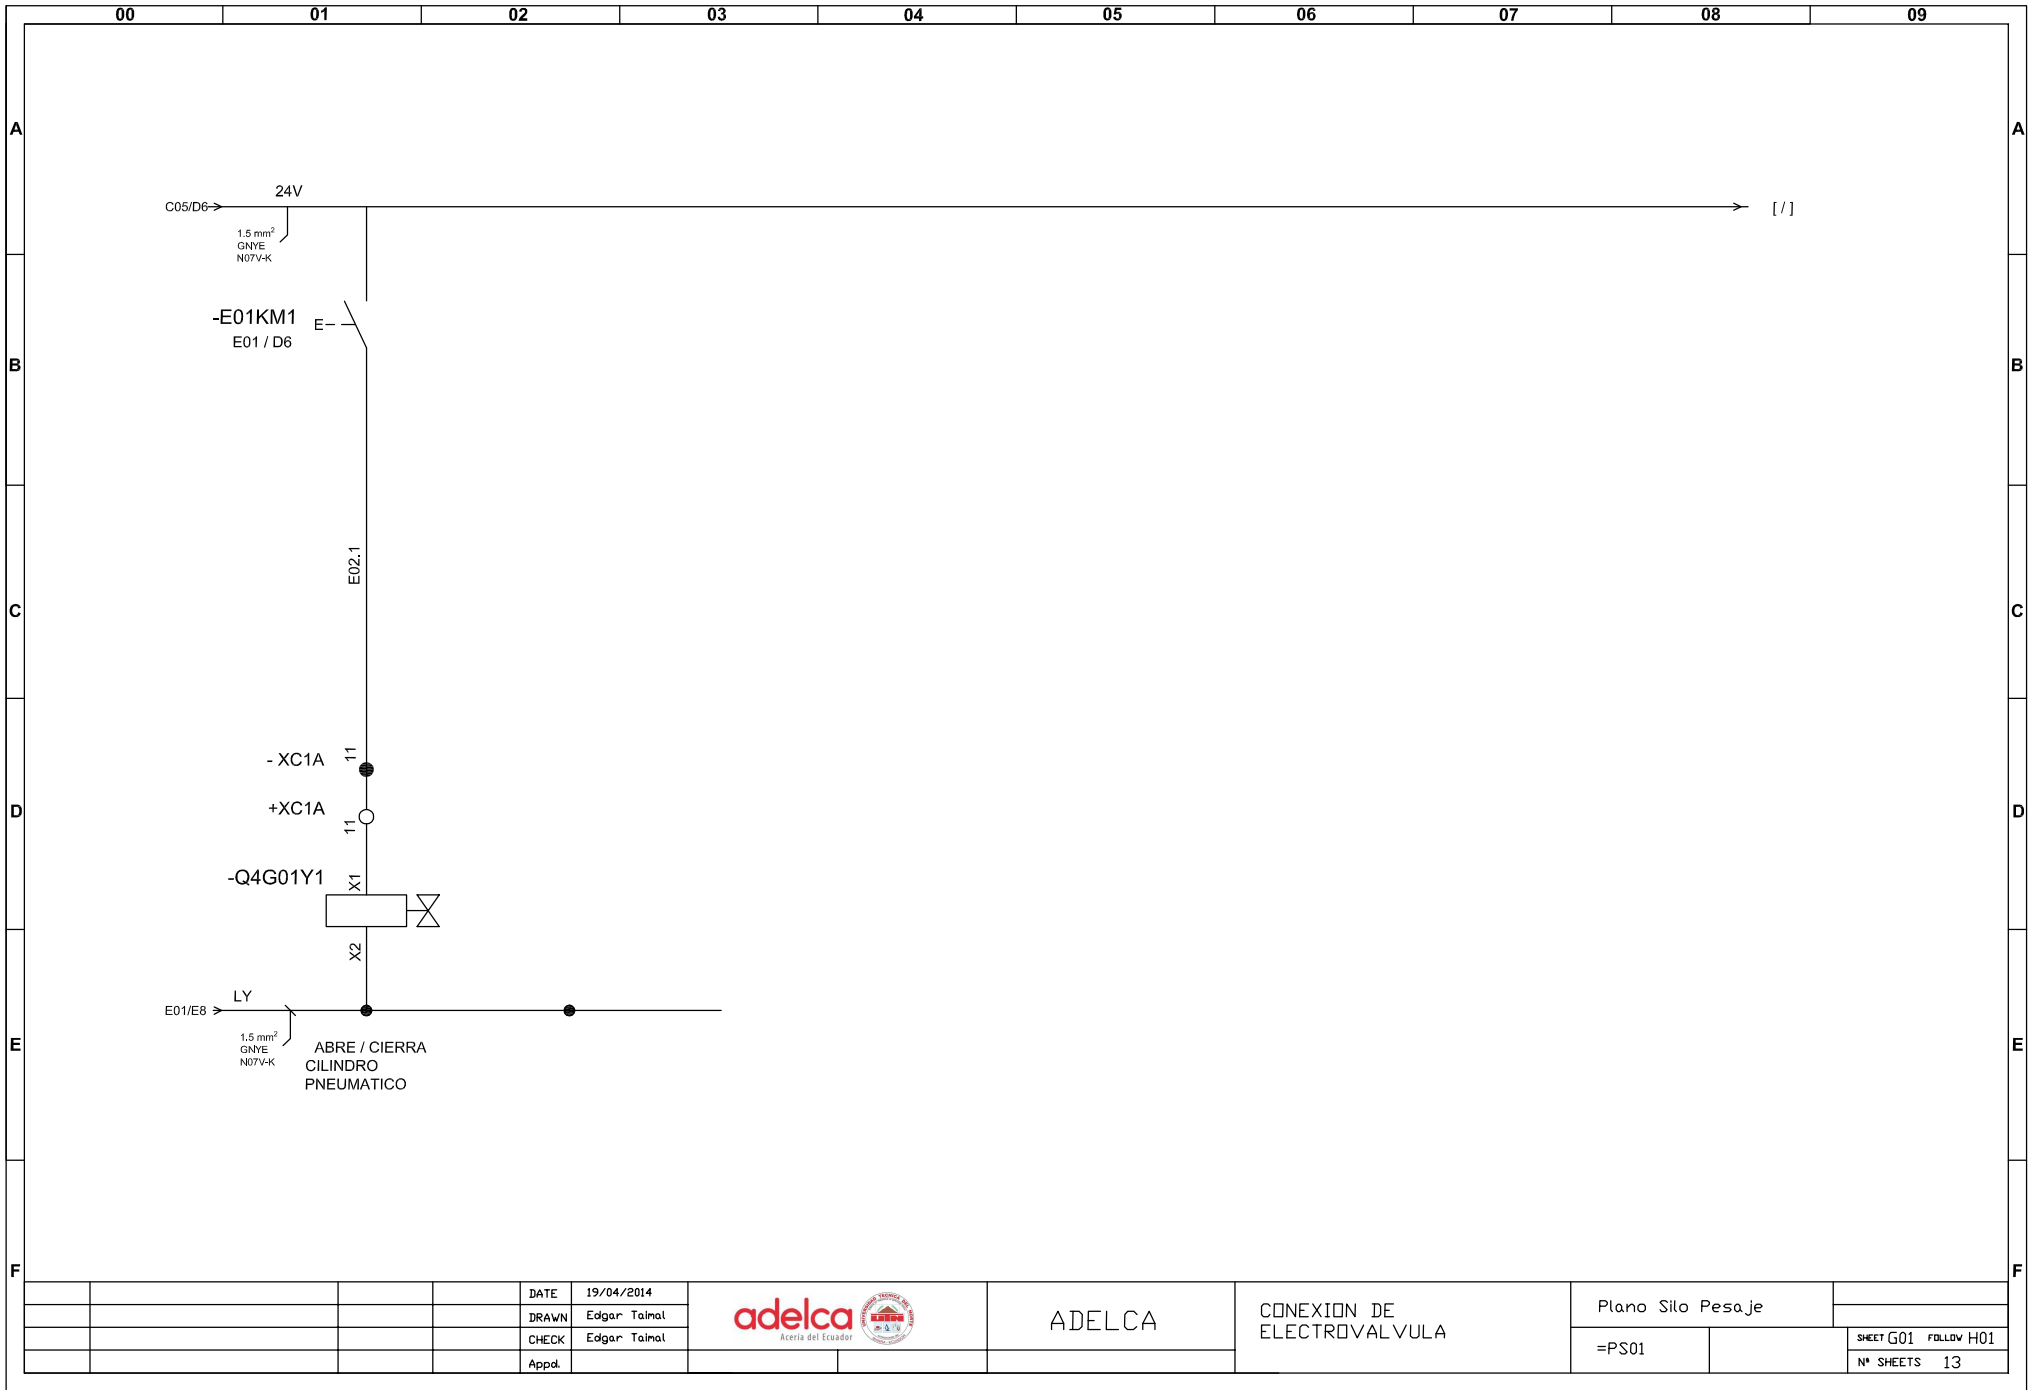 00 01 02 03 04 05 06 07 08 09
A A
24V
C05/D6
[ / ]
1.5 mm²
GNYE
N07V-K
-E01KM1
E
E01 / D6
B B
E02.1
C C
11
- XC1A
+XC1A
11
D D
-Q4G01Y1
X1
X2
LY
E01/E8
1.5 mm²
GNYE
N07V-K
E E
ABRE / CIERRA
CILINDRO
PNEUMATICO
F F
DATE 19/04/2014
DRAWN Edgar Taimal
CHECK Edgar Taimal
Appd.
adelca
Acería del Ecuador
ADELCA
CONEXION DE
ELECTROVALVULA
Plano Silo Pesaje
=PS01
SHEET G01 FOLLOW H01
Nº SHEETS 13